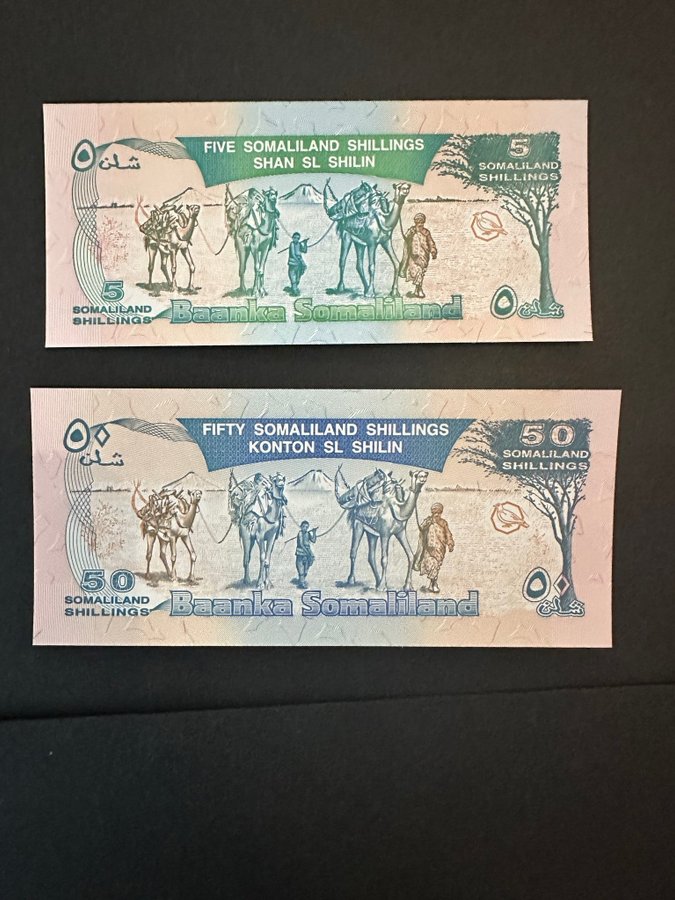 ٥
شلن
FIVE SOMALILAND SHILLINGS
SHAN SL SHILIN
5
SOMALILAND
SHILLINGS
5
SOMALILAND
SHILLINGS
Baanka Somaliland
٥ شلن
٥٠
شلن
FIFTY SOMALILAND SHILLINGS
KONTON SL SHILIN
50
SOMALILAND
SHILLINGS
50
SOMALILAND
SHILLINGS
Baanka Somaliland
٥٠ شلن